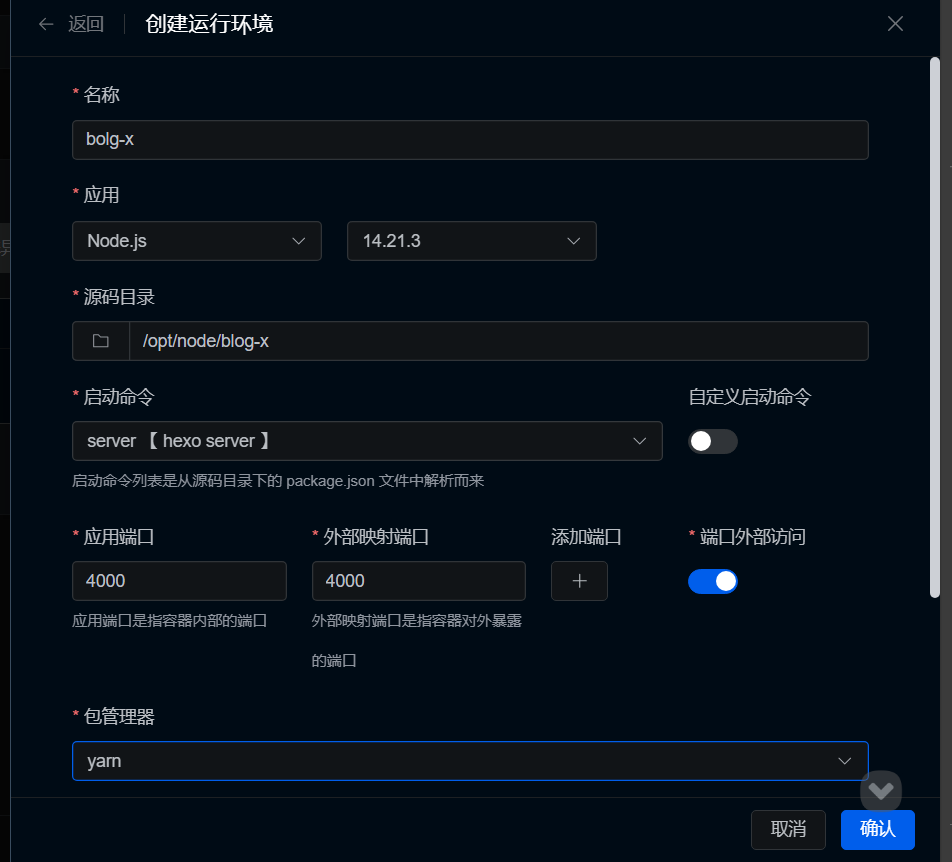 返回 创建运行环境
* 名称
bolg-x
* 应用
Node.js 14.21.3
* 源码目录
/opt/node/blog-x
* 启动命令 自定义启动命令
server 【 hexo server 】
启动命令列表是从源码目录下的 package.json 文件中解析而来
* 应用端口 * 外部映射端口 添加端口 * 端口外部访问
4000 4000
应用端口是指容器内部的端口 外部映射端口是指容器对外暴露
的端口
* 包管理器
yarn
取消 确认